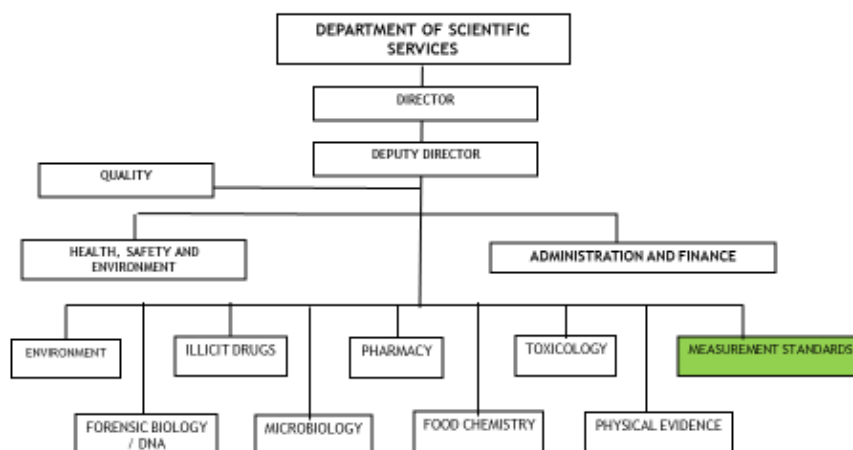 DEPARTMENT OF SCIENTIFIC
SERVICES
DIRECTOR
DEPUTY DIRECTOR
QUALITY
HEALTH, SAFETY AND
ENVIRONMENT
ADMINISTRATION AND FINANCE
ENVIRONMENT
ILLICIT DRUGS
PHARMACY
TOXICOLOGY
MEASUREMENT STANDARDS
FORENSIC BIOLOGY
/ DNA
MICROBIOLOGY
FOOD CHEMISTRY
PHYSICAL EVIDENCE